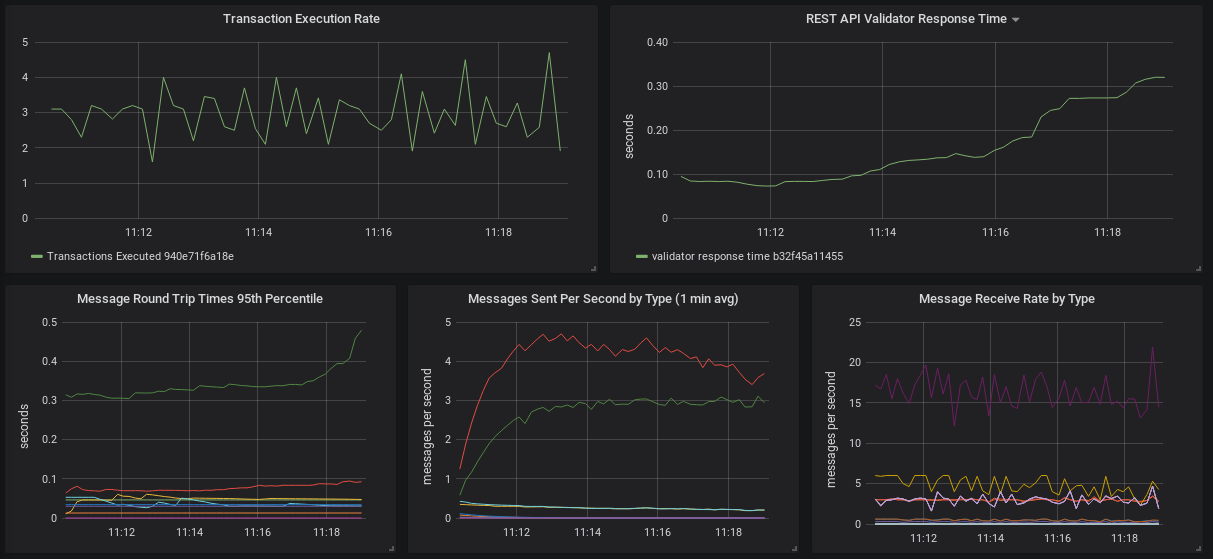 Transaction Execution Rate
5
4
3
2
1
0
11:12 11:14 11:16 11:18
Transactions Executed 940e71f6a18e
REST API Validator Response Time
seconds
0.40
0.30
0.20
0.10
0
11:12 11:14 11:16 11:18
validator response time b32f45a11455
Message Round Trip Times 95th Percentile
seconds
0.5
0.4
0.3
0.2
0.1
0
11:12 11:14 11:16 11:18
Messages Sent Per Second by Type (1 min avg)
messages per second
5
4
3
2
1
0
11:12 11:14 11:16 11:18
Message Receive Rate by Type
messages per second
25
20
15
10
5
0
11:12 11:14 11:16 11:18